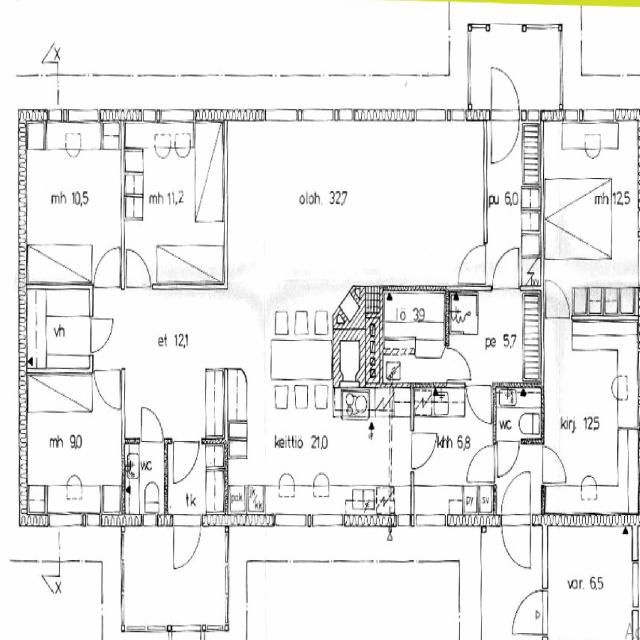 X
mh 10,5
mh 11,2
oloh. 32,7
pu 6,0
mh 12,5
vh
et 12,1
lö 3,9
pe 5,7
mh 9,0
wc
tk
keittiö 21,0
khh 6,8
wc
kirj. 12,5
pak
kk
py
sv
X
var. 6,5
D